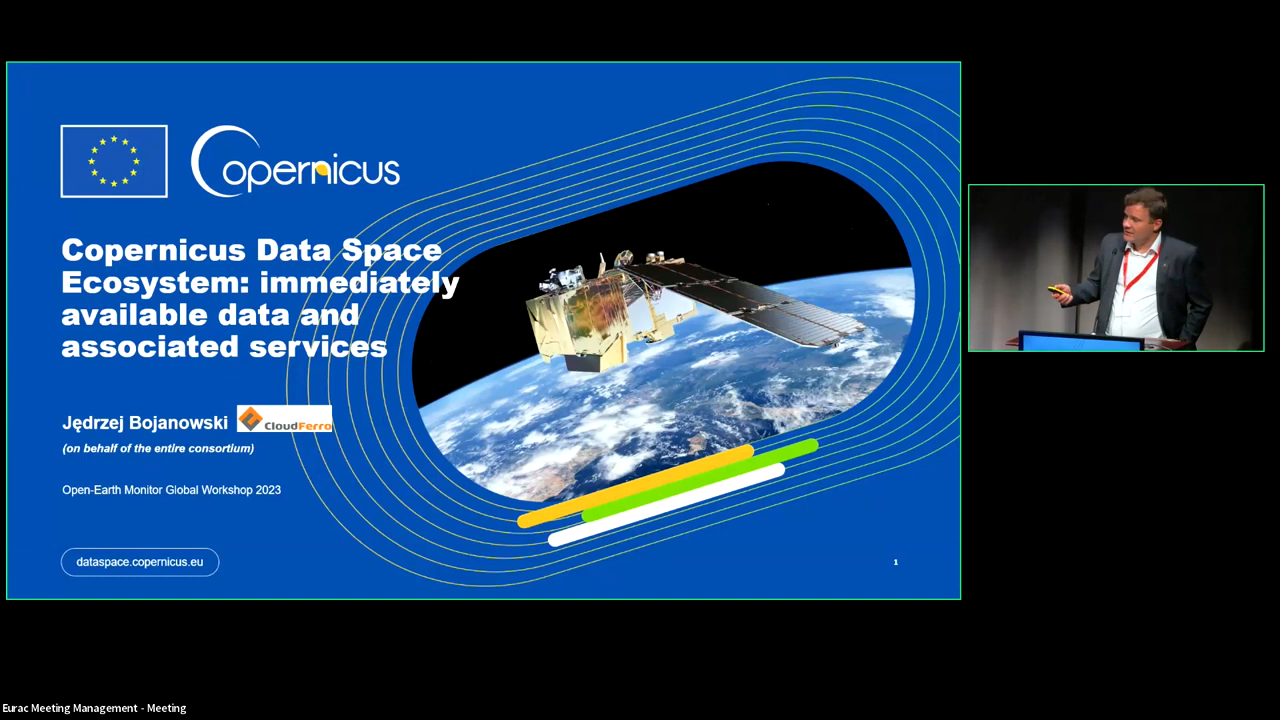 Copernicus
Copernicus Data Space
Ecosystem: immediately
available data and
associated services
Jędrzej Bojanowski
CloudFerro
(on behalf of the entire consortium)
Open-Earth Monitor Global Workshop 2023
dataspace.copernicus.eu
1
Eurac Meeting Management - Meeting